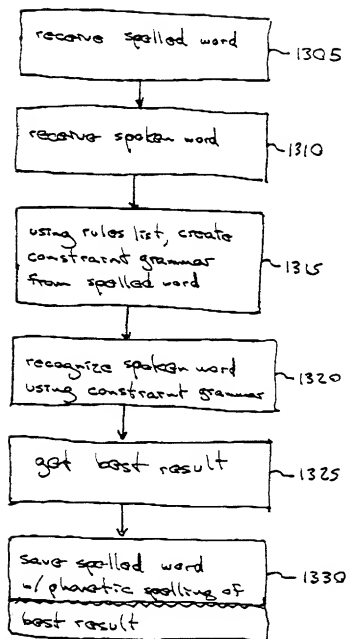 receive spelled word
1305
receive spoken word
1310
using rules list, create
constraint grammar
from spelled word
1315
recognize spoken word
using constraint grammar
1320
get best result
1325
save spelled word
w/ phonetic spelling of
best result
1330